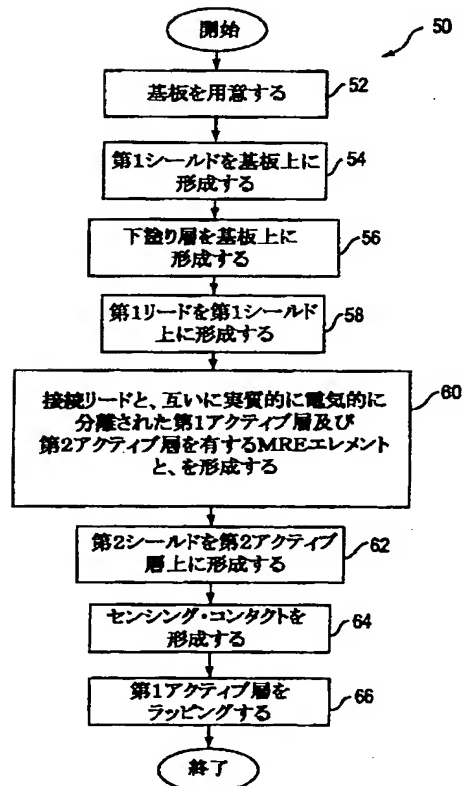 開始
50
基板を用意する
52
第1シールドを基板上に
形成する
54
下塗り層を基板上に
形成する
56
第1リードを第1シールド
上に形成する
58
接続リードと、互いに実質的に電気的に
分離された第1アクティブ層及び
第2アクティブ層を有するMREエレメント
と、を形成する
60
第2シールドを第2アクティブ
層上に形成する
62
センシング・コンタクトを
形成する
64
第1アクティブ層を
ラッピングする
66
終了